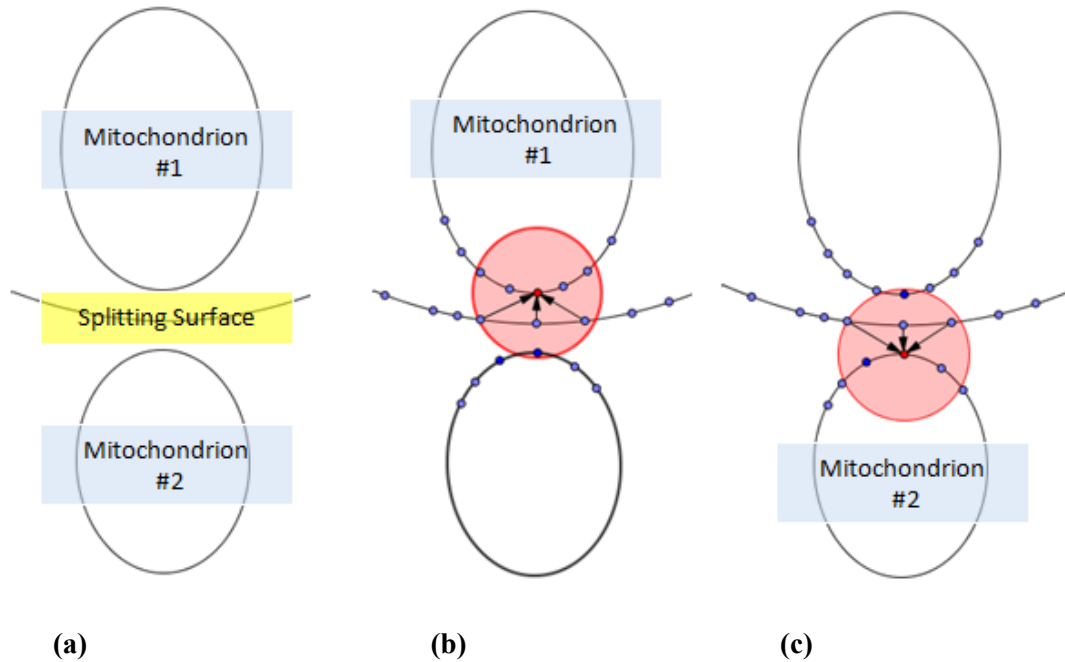 Mitochondrion
#1
Splitting Surface
Mitochondrion
#2
Mitochondrion
#1
Mitochondrion
#2
(a)
(b)
(c)